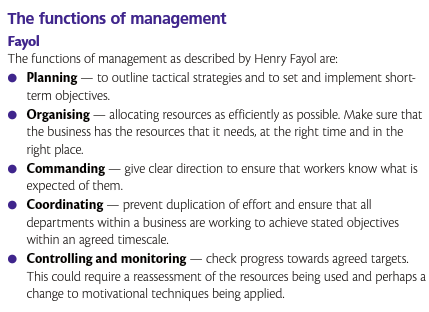 The functions of management
Fayol
The functions of management as described by Henry Fayol are:
● Planning — to outline tactical strategies and to set and implement short-
term objectives.
● Organising — allocating resources as efficiently as possible. Make sure that
the business has the resources that it needs, at the right time and in the
right place.
● Commanding — give clear direction to ensure that workers know what is
expected of them.
● Coordinating — prevent duplication of effort and ensure that all
departments within a business are working to achieve stated objectives
within an agreed timescale.
● Controlling and monitoring — check progress towards agreed targets.
This could require a reassessment of the resources being used and perhaps a
change to motivational techniques being applied.